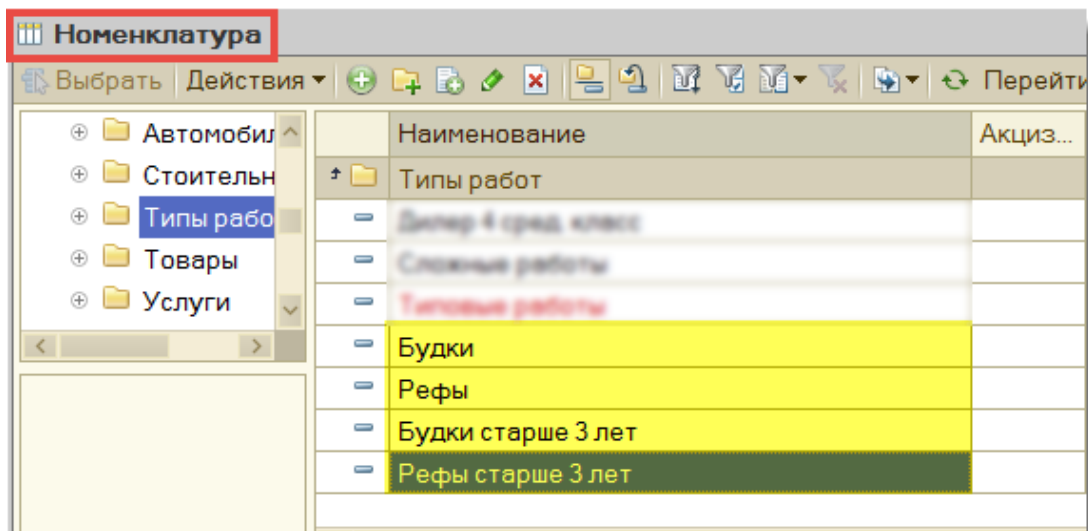 Номенклатура
Выбрать Действия Перейти
Автомобил
Стоительн
Типы рабо
Товары
Услуги
Наименование Акциз...
Типы работ
Будки
Рефы
Будки старше 3 лет
Рефы старше 3 лет